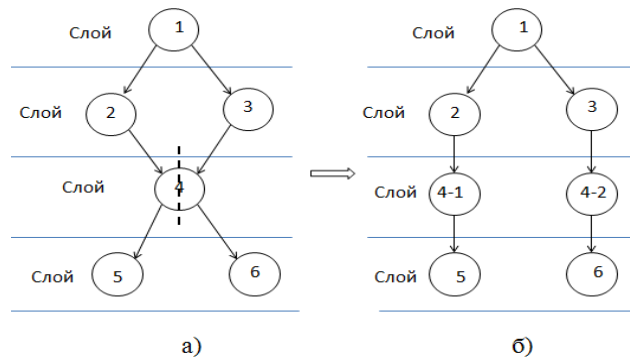 Слой 1 Слой 1
Слой 2 3 Слой 2 3
Слой 4 Слой 4-1 4-2
Слой 5 6 Слой 5 6
а) б)